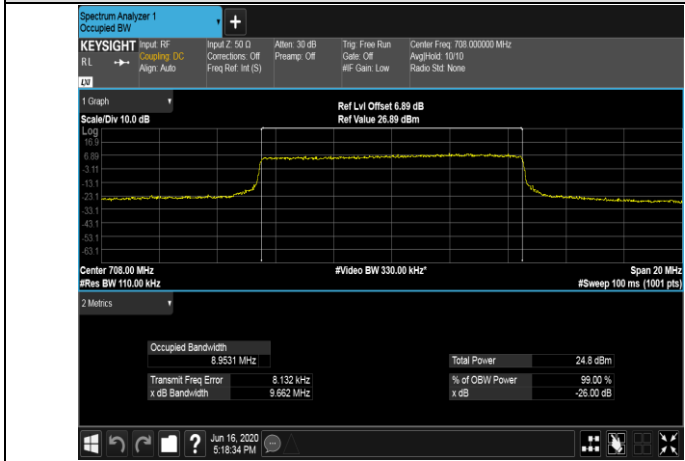 Spectrum Analyzer 1
Occupied BW
+
KEYSIGHT Input: RF Input Z: 50 Ω Atten: 30 dB Trig: Free Run Center Freq: 708.000000 MHz
RL Coupling: DC Corrections: Off Preamp: Off Gate: Off Avg|Hold: 10/10
Align: Auto Freq Ref: Int (S) #IF Gain: Low Radio Std: None
LXI
1 Graph
Ref Lvl Offset 6.89 dB
Scale/Div 10.0 dB Ref Value 26.89 dBm
Log
16.9
6.89
-3.11
-13.1
-23.1
-33.1
-43.1
-53.1
-63.1
Center 708.00 MHz #Video BW 330.00 kHz* Span 20 MHz
#Res BW 110.00 kHz #Sweep 100 ms (1001 pts)
2 Metrics
Occupied Bandwidth
8.9531 MHz Total Power 24.8 dBm
Transmit Freq Error 8.132 kHz % of OBW Power 99.00 %
x dB Bandwidth 9.662 MHz x dB -26.00 dB
? Jun 16, 2020
5:18:34 PM